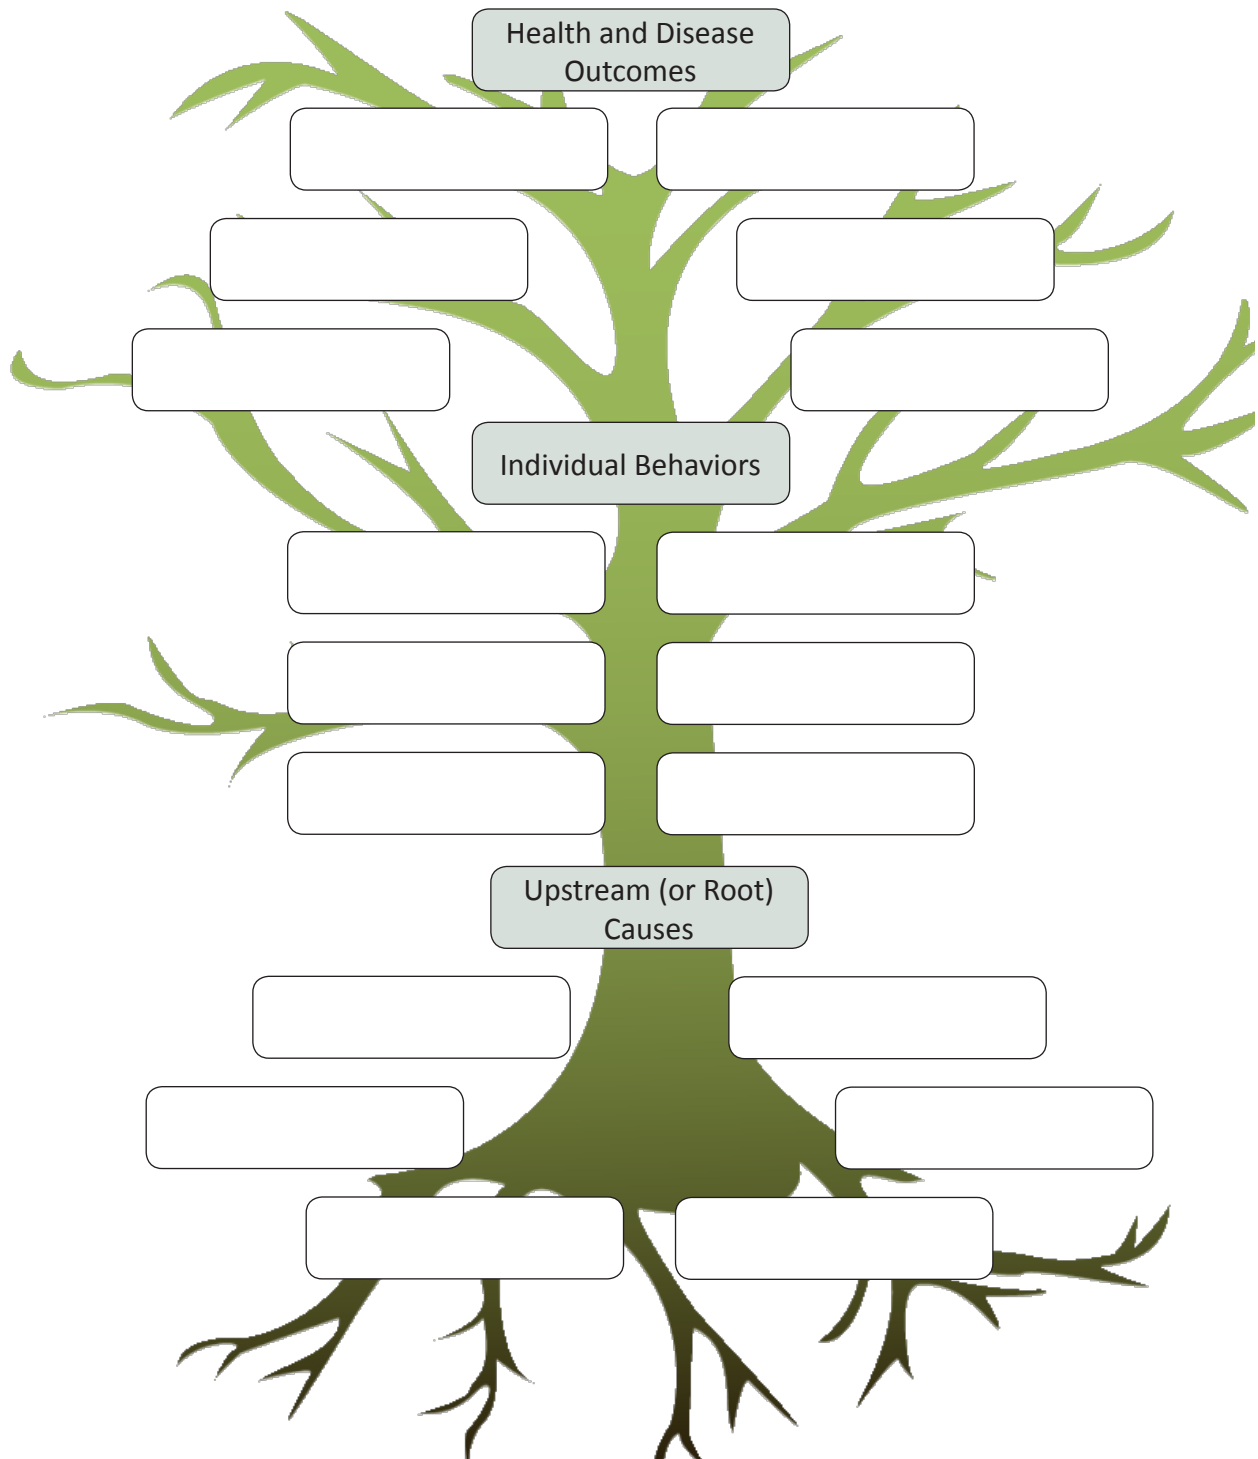 Health and Disease
Outcomes
Individual Behaviors
Upstream (or Root)
Causes